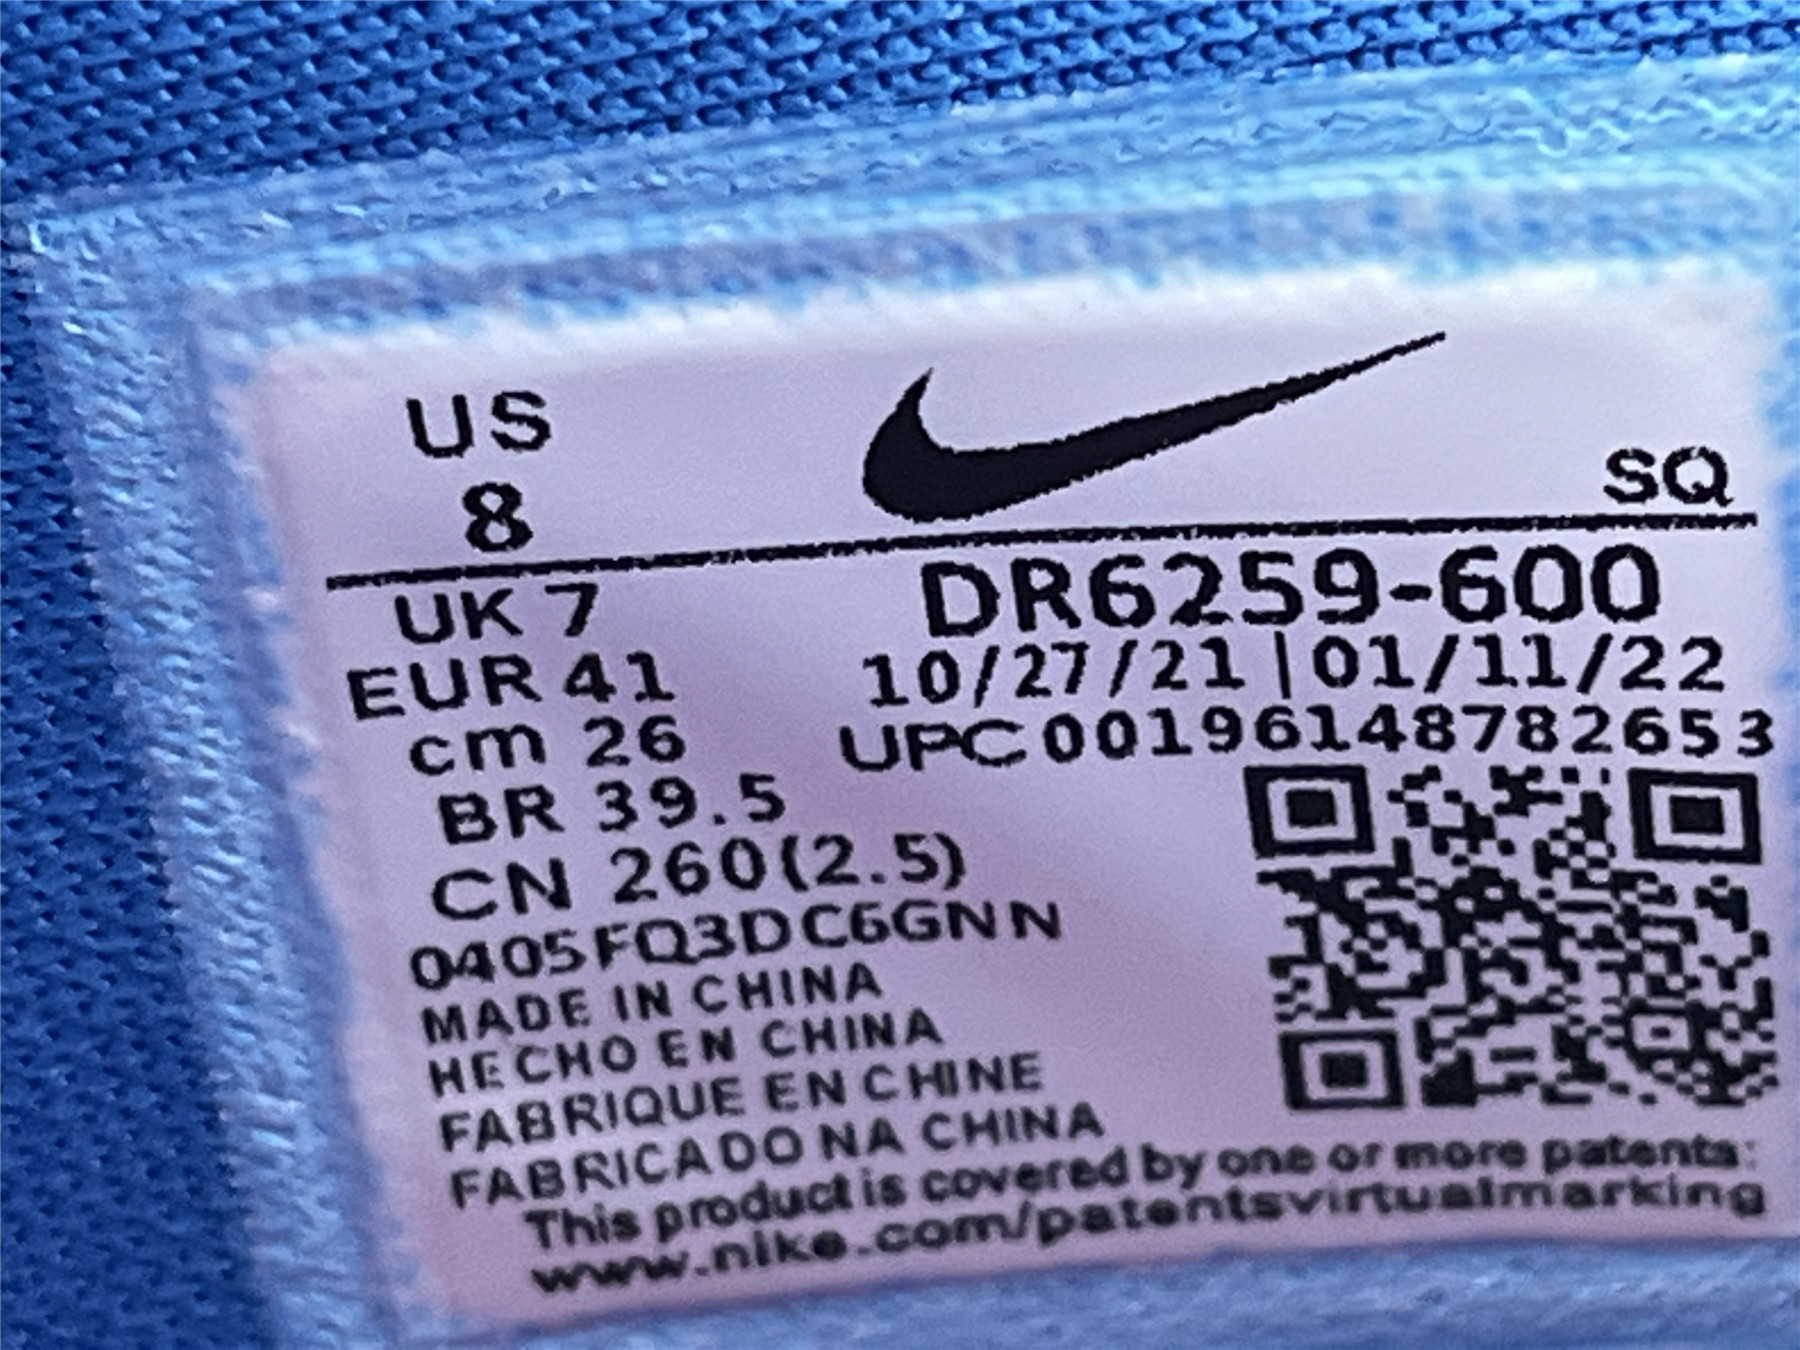 US
8
SQ
UK 7
DR6259-600
EUR 41
10/27/21 | 01/11/22
cm 26
UPC 00196148782653
BR 39.5
CN 260(2.5)
0405FQ3DC6GNN
MADE IN CHINA
HECHO EN CHINA
FABRIQUE EN CHINE
FABRICADO NA CHINA
This product is covered by one or more patents:
www.nike.com/patentsvirtualmarking